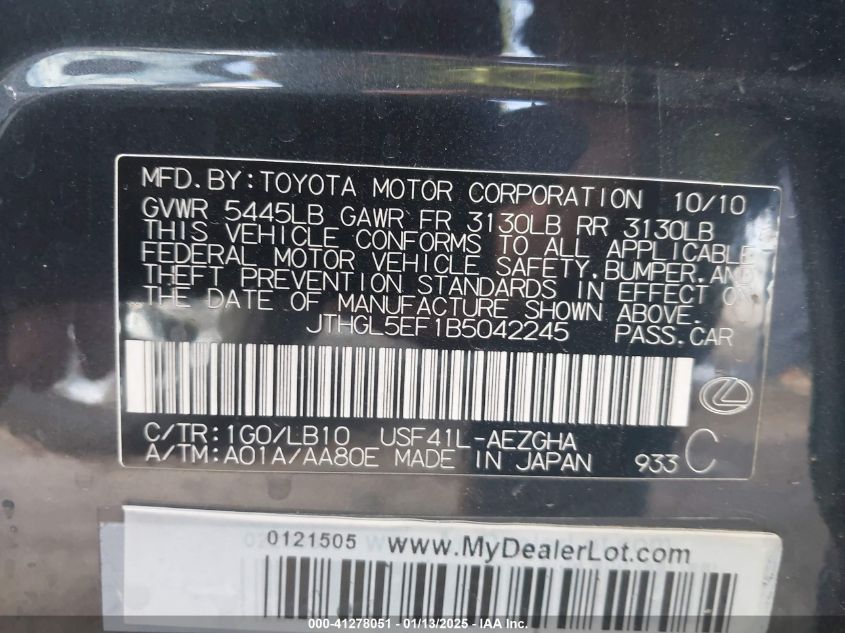 MFD.BY:TOYOTA MOTOR CORPORATION 10/10
GVWR 5445LB GAWR FR 3130LB RR 3130LB
THIS VEHICLE CONFORMS TO ALL APPLICABLE
FEDERAL MOTOR VEHICLE SAFETY,BUMPER,AND
THEFT PREVENTION STANDARDS IN EFFECT ON
THE DATE OF MANUFACTURE SHOWN ABOVE.
JTHGL5EF1B5042245 PASS.CAR
C/TR:1G0/LB10 USF41L-AEZGHA
A/TM:A01A/AA80E MADE IN JAPAN 933 C
0121505 www.MyDealerLot.com
000-41278051 - 01/13/2025 - IAA Inc.